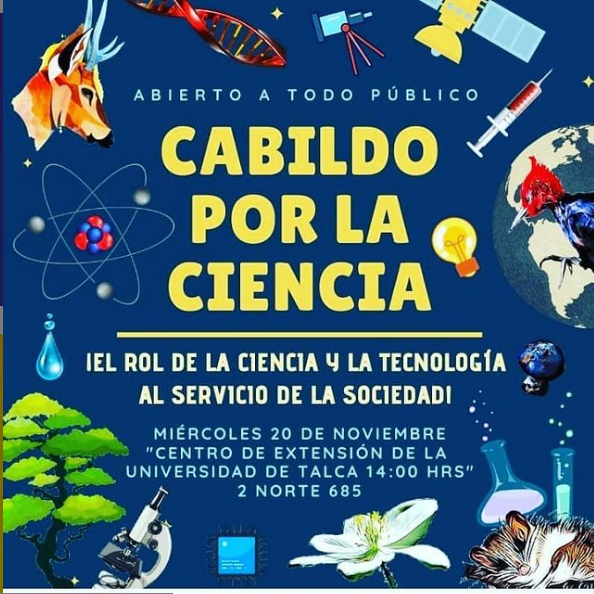 ABIERTO A TODO PÚBLICO
CABILDO
POR LA
CIENCIA
¡EL ROL DE LA CIENCIA Y LA TECNOLOGÍA
AL SERVICIO DE LA SOCIEDAD!
MIÉRCOLES 20 DE NOVIEMBRE
"CENTRO DE EXTENSIÓN DE LA
UNIVERSIDAD DE TALCA 14:00 HRS"
2 NORTE 685